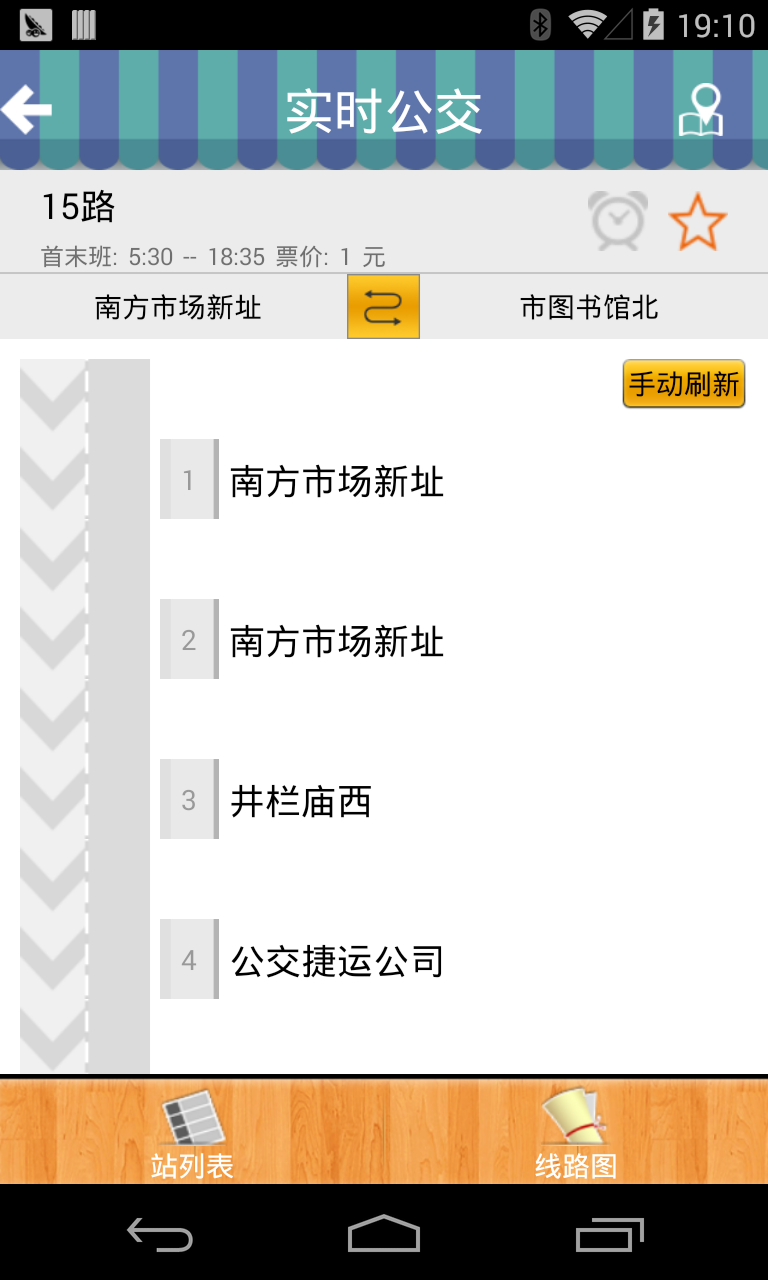 19:10
实时公交
15路
首末班: 5:30 -- 18:35 票价: 1 元
南方市场新址
市图书馆北
手动刷新
1 南方市场新址
2 南方市场新址
3 井栏庙西
4 公交捷运公司
站列表
线路图